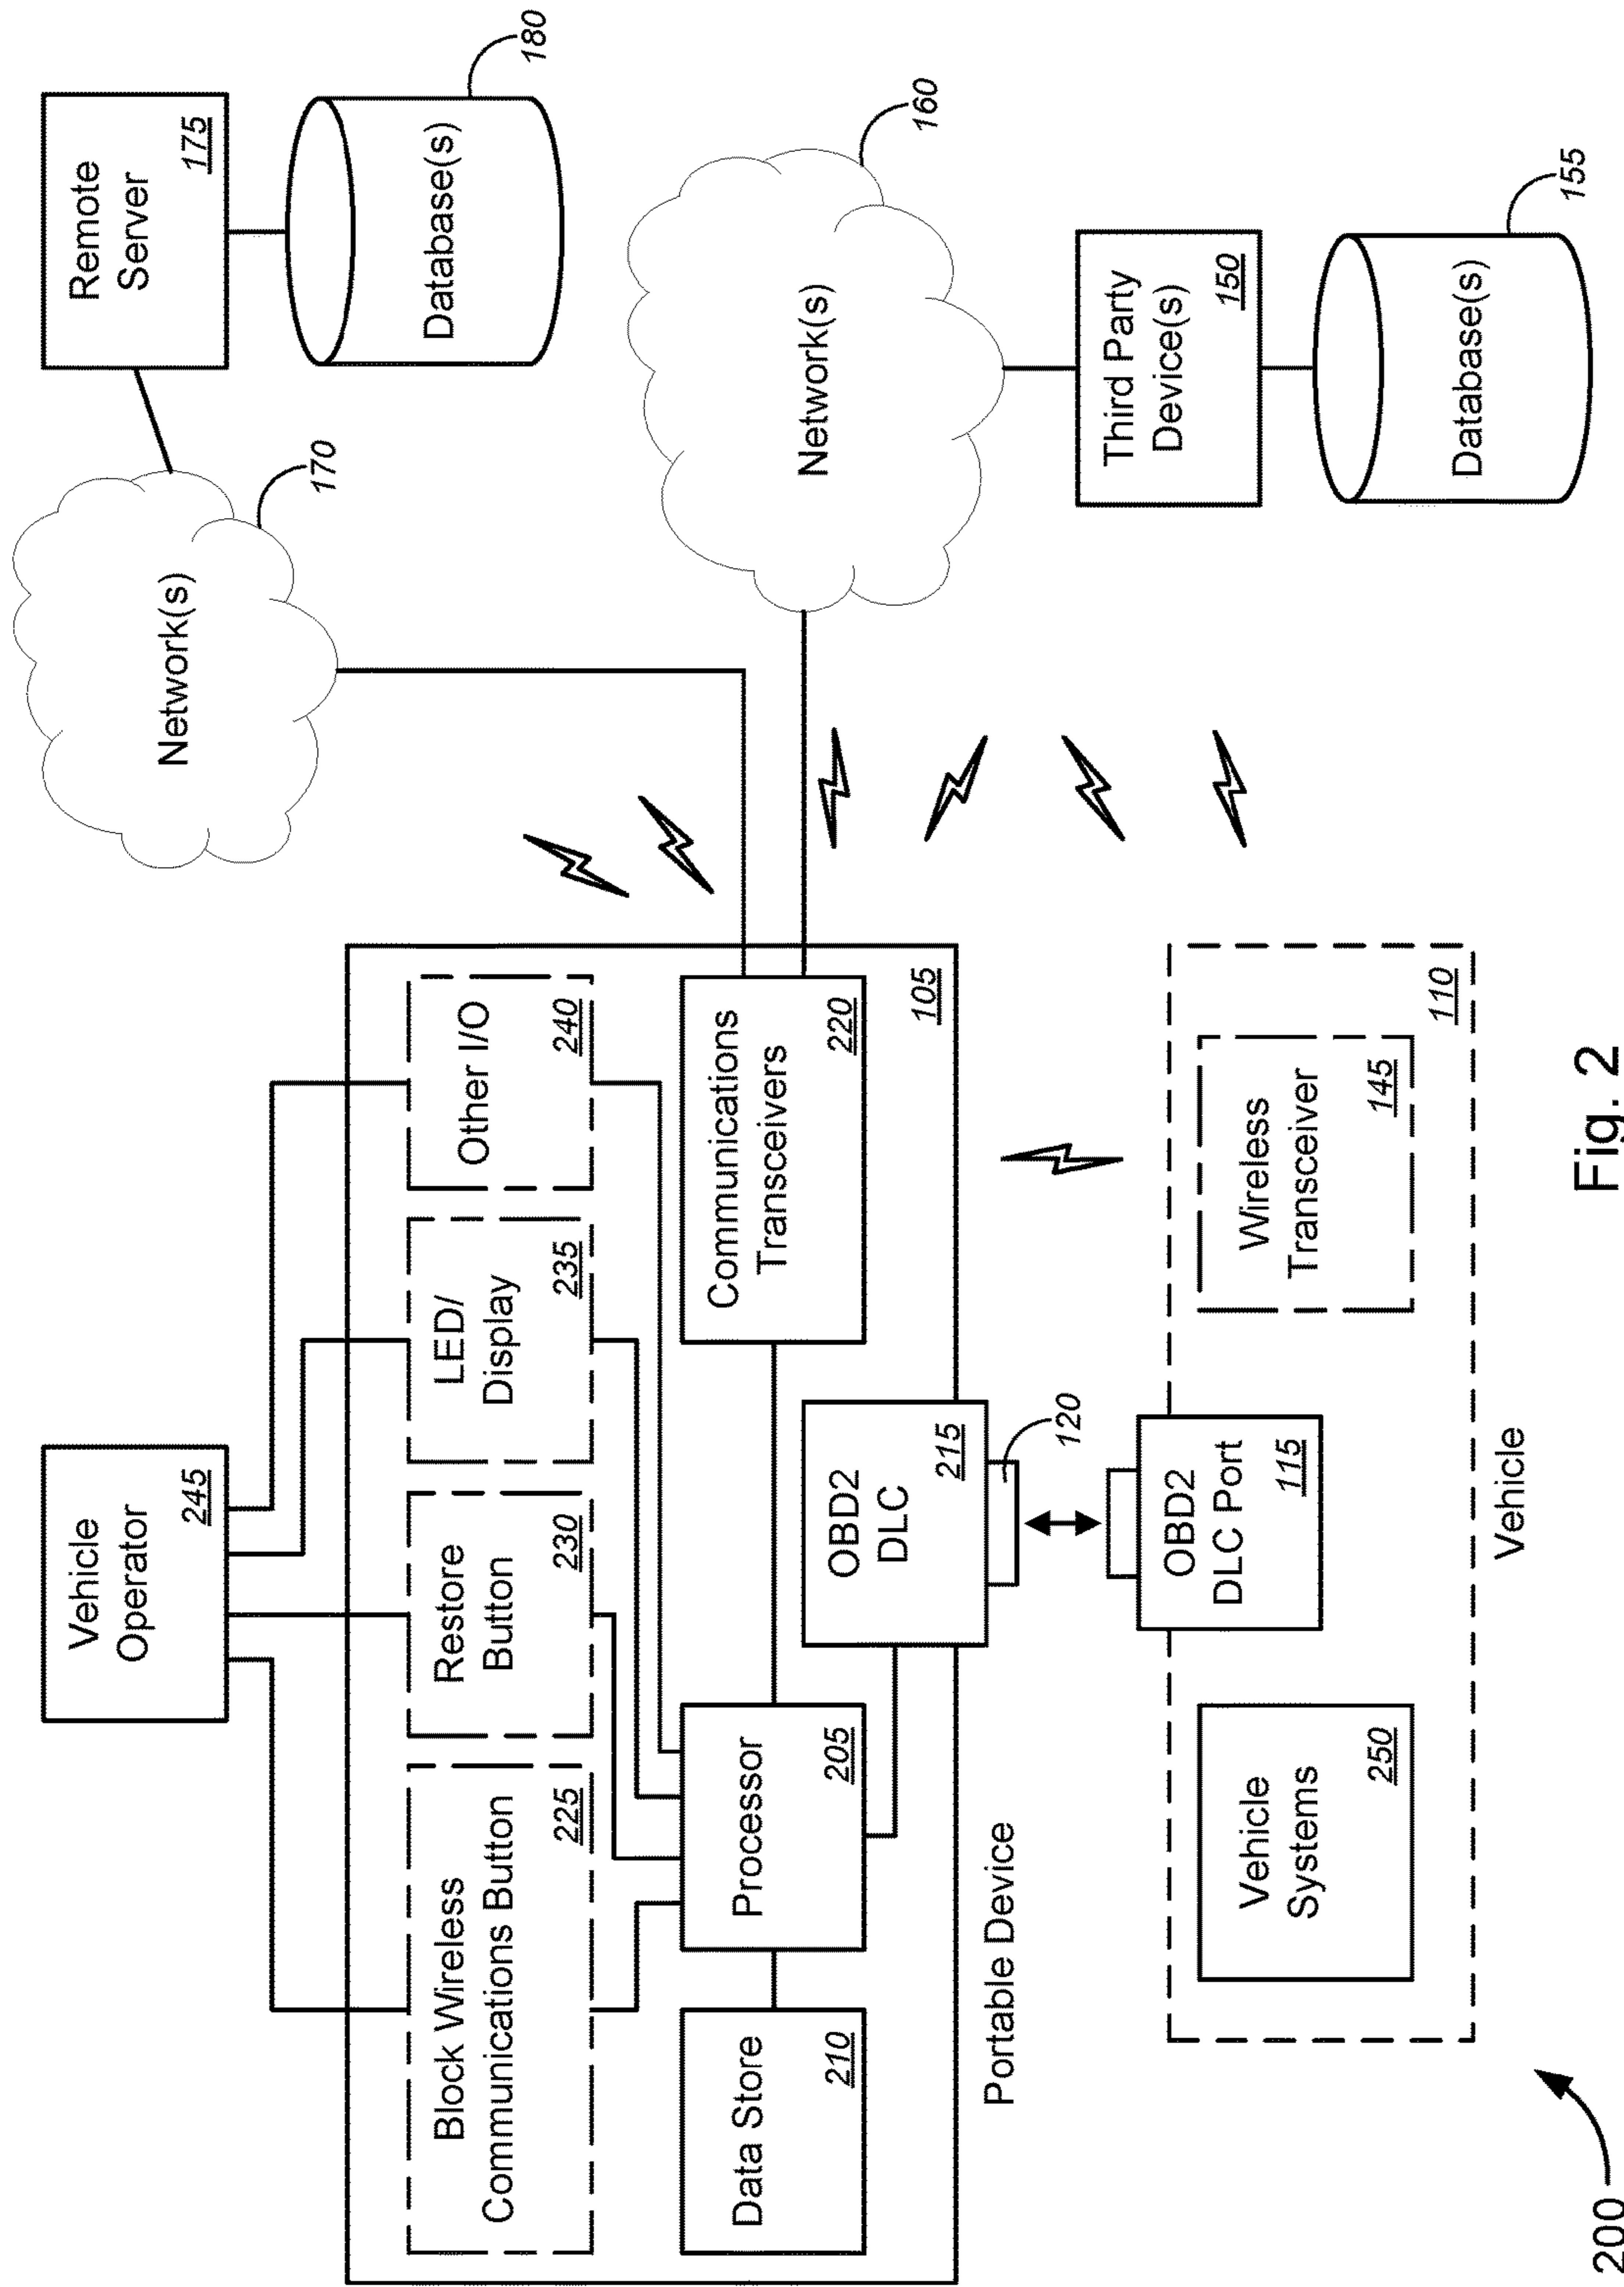 Vehicle
Operator
245
Remote
Server
175
Database(s)
180
Network(s)
170
Block Wireless
Communications Button
225
Restore
Button
230
LED/
Display
235
Other I/O
240
Data Store
210
Processor
205
Communications
Transceivers
220
OBD2
DLC
215
105
120
Portable Device
Network(s)
160
Third Party
Device(s)
150
Database(s)
155
Vehicle
Systems
250
OBD2
DLC Port
115
Wireless
Transceiver
145
110
Vehicle
200
Fig. 2